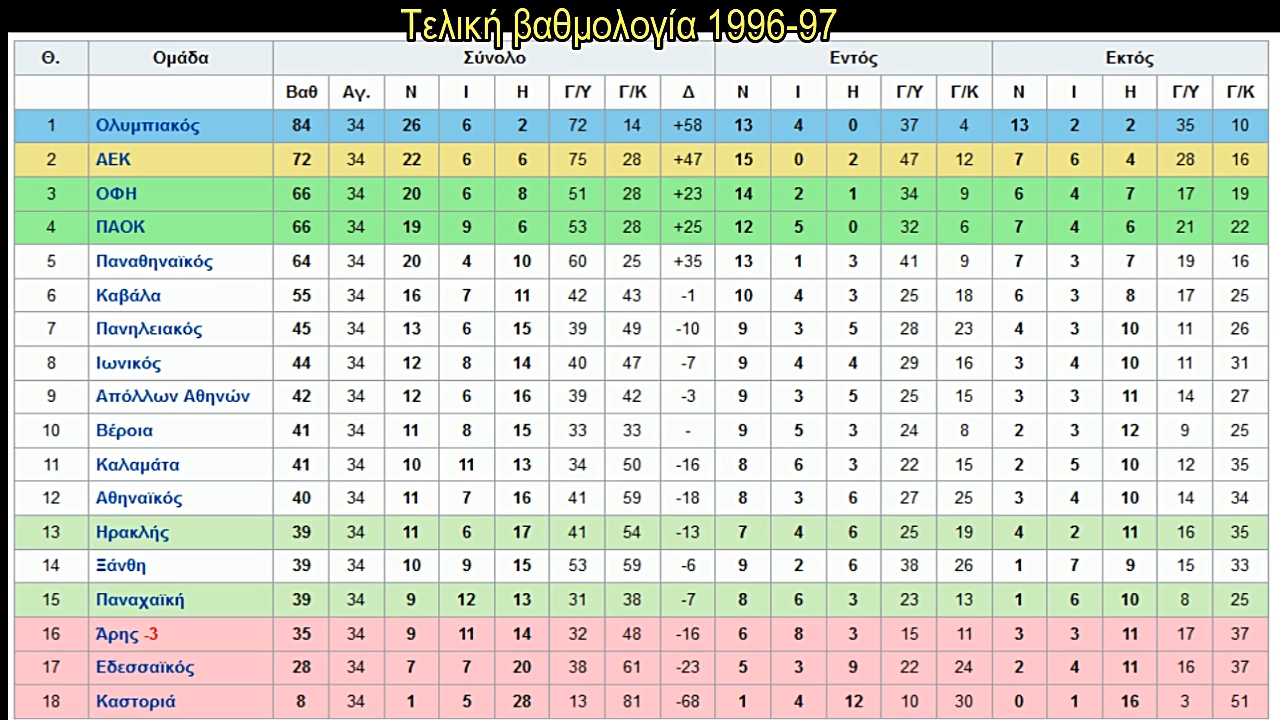 Τελική βαθμολογία 1996-97
Θ. Ομάδα Σύνολο Εντός Εκτός
Βαθ Αγ. Ν Ι Η Γ/Υ Γ/Κ Δ Ν Ι Η Γ/Υ Γ/Κ Ν Ι Η Γ/Υ Γ/Κ
1 Ολυμπιακός 84 34 26 6 2 72 14 +58 13 4 0 37 4 13 2 2 35 10
2 ΑΕΚ 72 34 22 6 6 75 28 +47 15 0 2 47 12 7 6 4 28 16
3 ΟΦΗ 66 34 20 6 8 51 28 +23 14 2 1 34 9 6 4 7 17 19
4 ΠΑΟΚ 66 34 19 9 6 53 28 +25 12 5 0 32 6 7 4 6 21 22
5 Παναθηναϊκός 64 34 20 4 10 60 25 +35 13 1 3 41 9 7 3 7 19 16
6 Καβάλα 55 34 16 7 11 42 43 -1 10 4 3 25 18 6 3 8 17 25
7 Πανηλειακός 45 34 13 6 15 39 49 -10 9 3 5 28 23 4 3 10 11 26
8 Ιωνικός 44 34 12 8 14 40 47 -7 9 4 4 29 16 3 4 10 11 31
9 Απόλλων Αθηνών 42 34 12 6 16 39 42 -3 9 3 5 25 15 3 3 11 14 27
10 Βέροια 41 34 11 8 15 33 33 - 9 5 3 24 8 2 3 12 9 25
11 Καλαμάτα 41 34 10 11 13 34 50 -16 8 6 3 22 15 2 5 10 12 35
12 Αθηναϊκός 40 34 11 7 16 41 59 -18 8 3 6 27 25 3 4 10 14 34
13 Ηρακλής 39 34 11 6 17 41 54 -13 7 4 6 25 19 4 2 11 16 35
14 Ξάνθη 39 34 10 9 15 53 59 -6 9 2 6 38 26 1 7 9 15 33
15 Παναχαϊκή 39 34 9 12 13 31 38 -7 8 6 3 23 13 1 6 10 8 25
16 Άρης -3 35 34 9 11 14 32 48 -16 6 8 3 15 11 3 3 11 17 37
17 Εδεσσαϊκός 28 34 7 7 20 38 61 -23 5 3 9 22 24 2 4 11 16 37
18 Καστοριά 8 34 1 5 28 13 81 -68 1 4 12 10 30 0 1 16 3 51